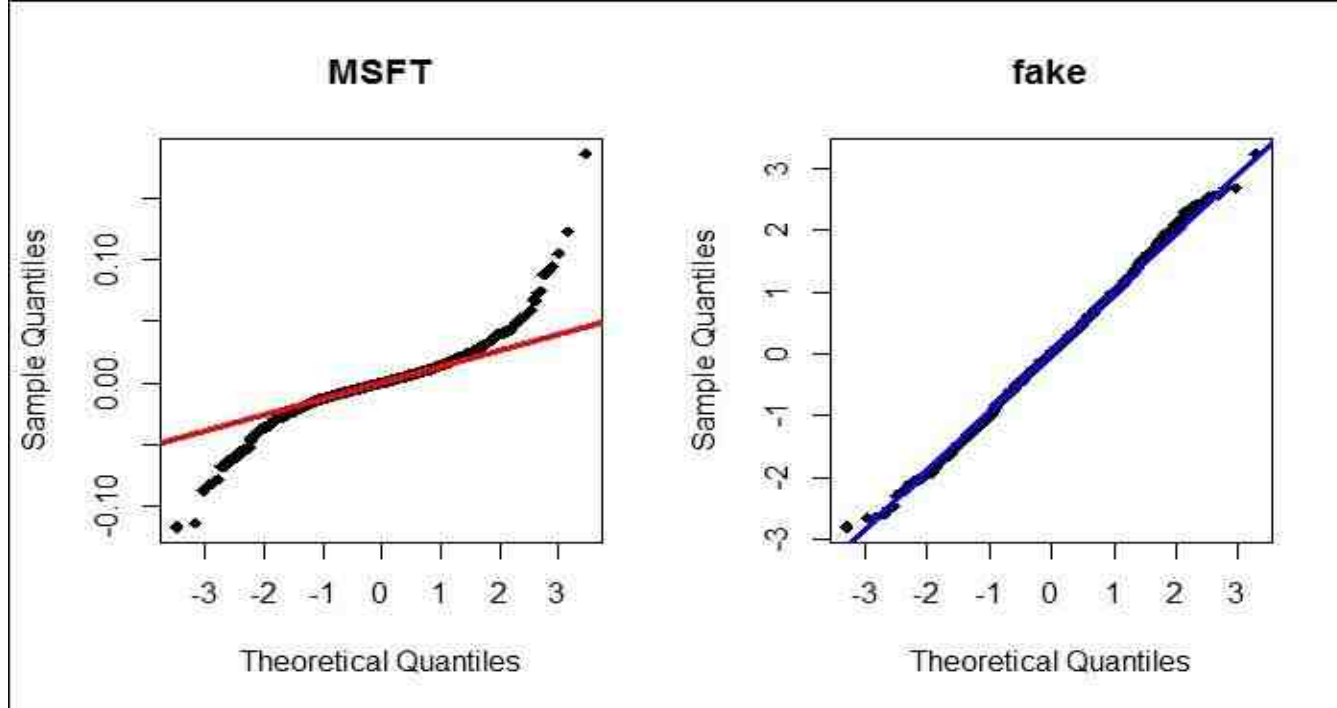 MSFT
Sample Quantiles
0.10
0.00
-0.10
-3 -2 -1 0 1 2 3
Theoretical Quantiles
fake
Sample Quantiles
3
2
1
0
-1
-2
-3
-3 -2 -1 0 1 2 3
Theoretical Quantiles